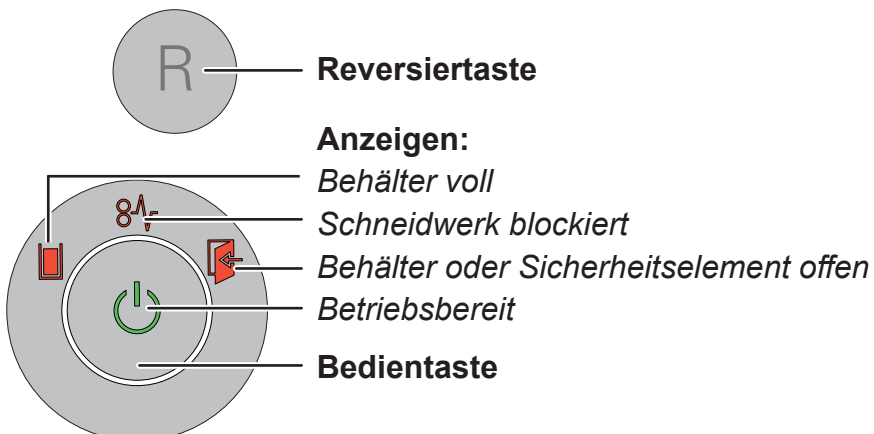 R
Reversiertaste
Anzeigen:
Behälter voll
Schneidwerk blockiert
Behälter oder Sicherheitselement offen
Betriebsbereit
Bedientaste